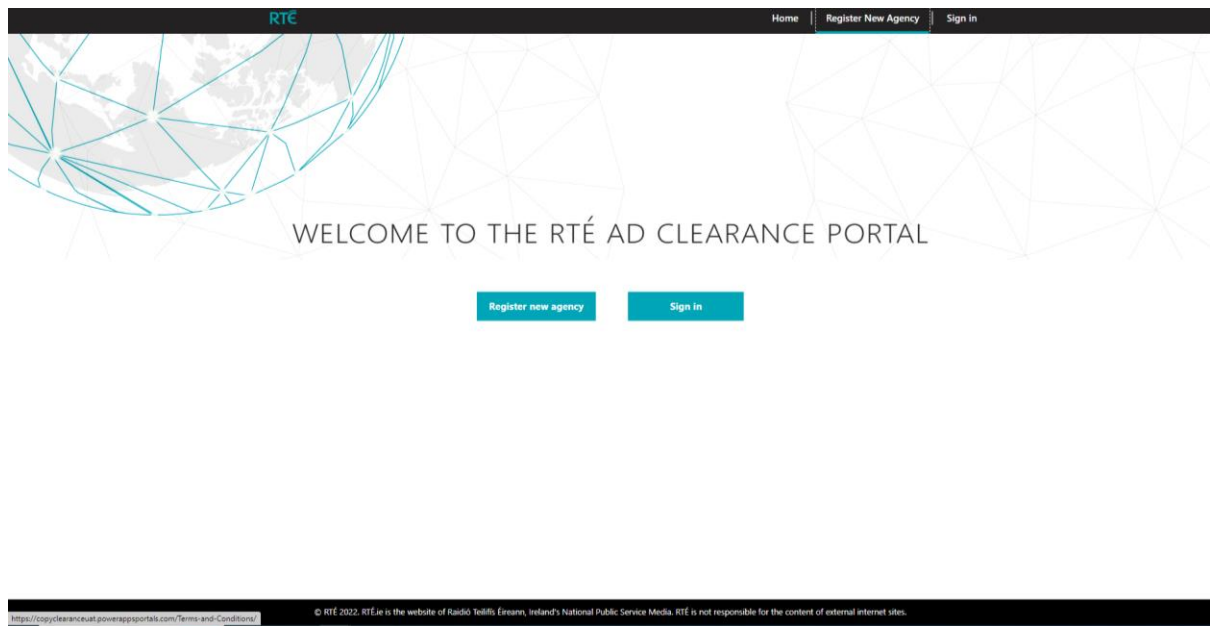 RTÉ
Home
Register New Agency
Sign in
WELCOME TO THE RTÉ AD CLEARANCE PORTAL
Register new agency
Sign in
© RTÉ 2022. RTÉ.ie is the website of Raidió Teilifís Éireann, Ireland's National Public Service Media. RTÉ is not responsible for the content of external internet sites.
https://copyclearanceuat.powerappsportals.com/Terms-and-Conditions/